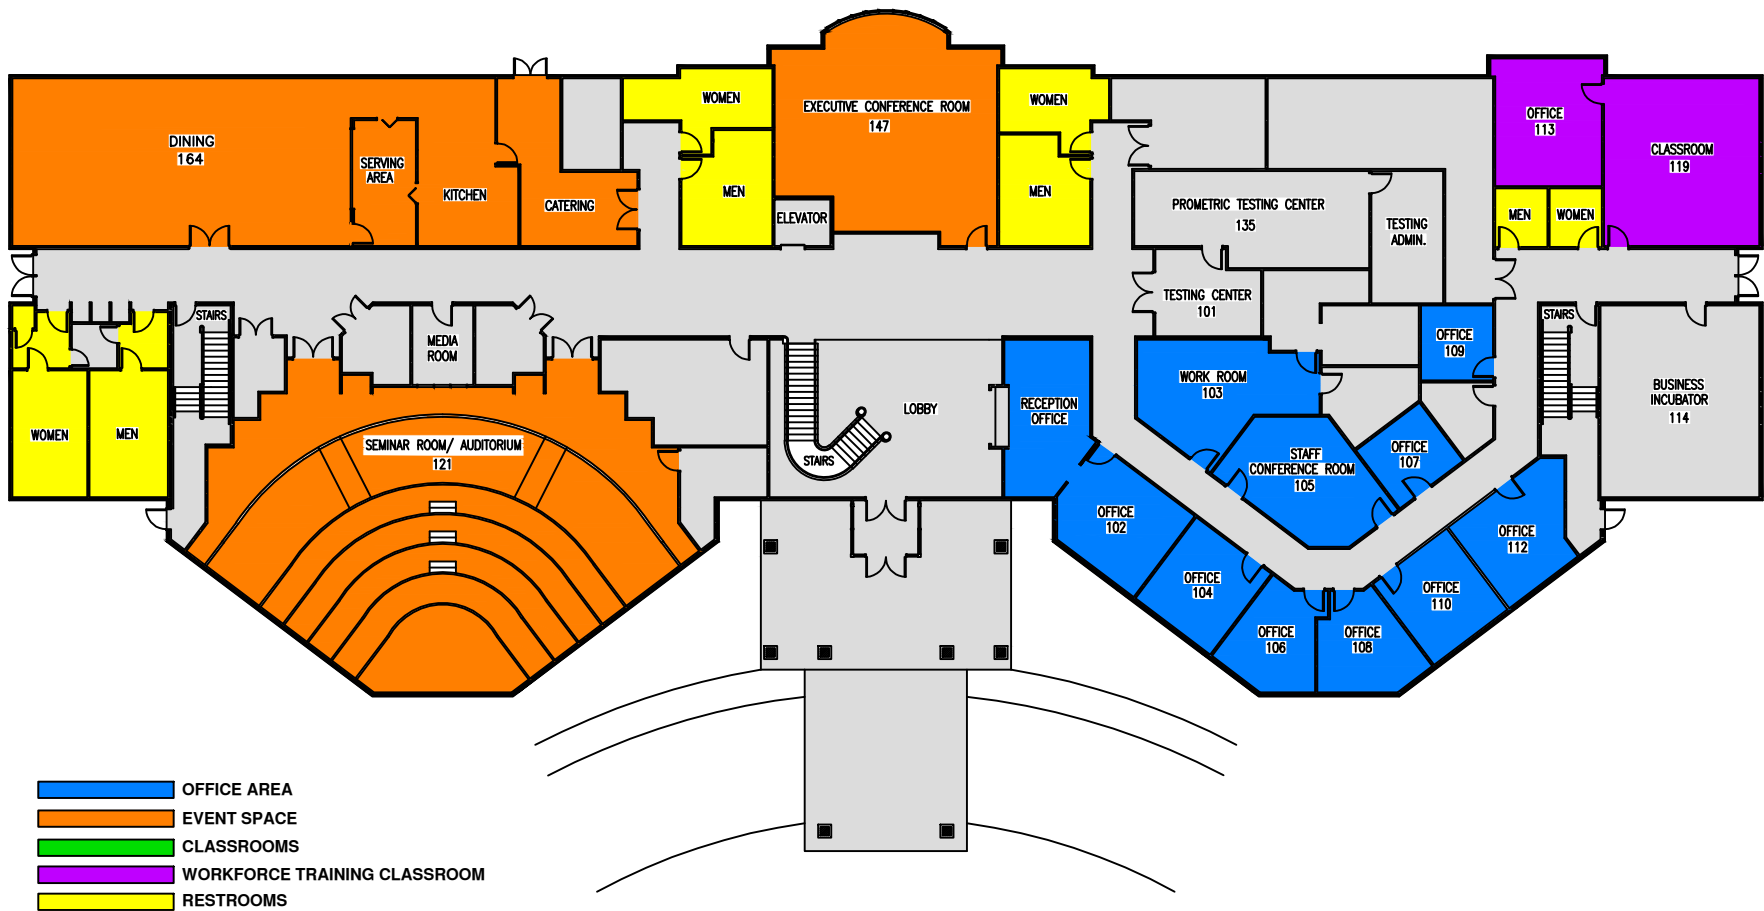 WOMEN
EXECUTIVE CONFERENCE ROOM
147
WOMEN
OFFICE
113
DINING
164
SERVING
AREA
KITCHEN
CATERING
MEN
ELEVATOR
MEN
PROMETRIC TESTING CENTER
135
TESTING
ADMIN.
MEN
WOMEN
CLASSROOM
119
TESTING CENTER
101
STAIRS
MEDIA
ROOM
OFFICE
109
STAIRS
WORK ROOM
103
BUSINESS
INCUBATOR
114
RECEPTION
OFFICE
LOBBY
WOMEN
MEN
SEMINAR ROOM/ AUDITORIUM
121
STAIRS
STAFF
CONFERENCE ROOM
105
OFFICE
107
OFFICE
102
OFFICE
112
OFFICE
104
OFFICE
110
OFFICE
106
OFFICE
108
OFFICE AREA
EVENT SPACE
CLASSROOMS
WORKFORCE TRAINING CLASSROOM
RESTROOMS